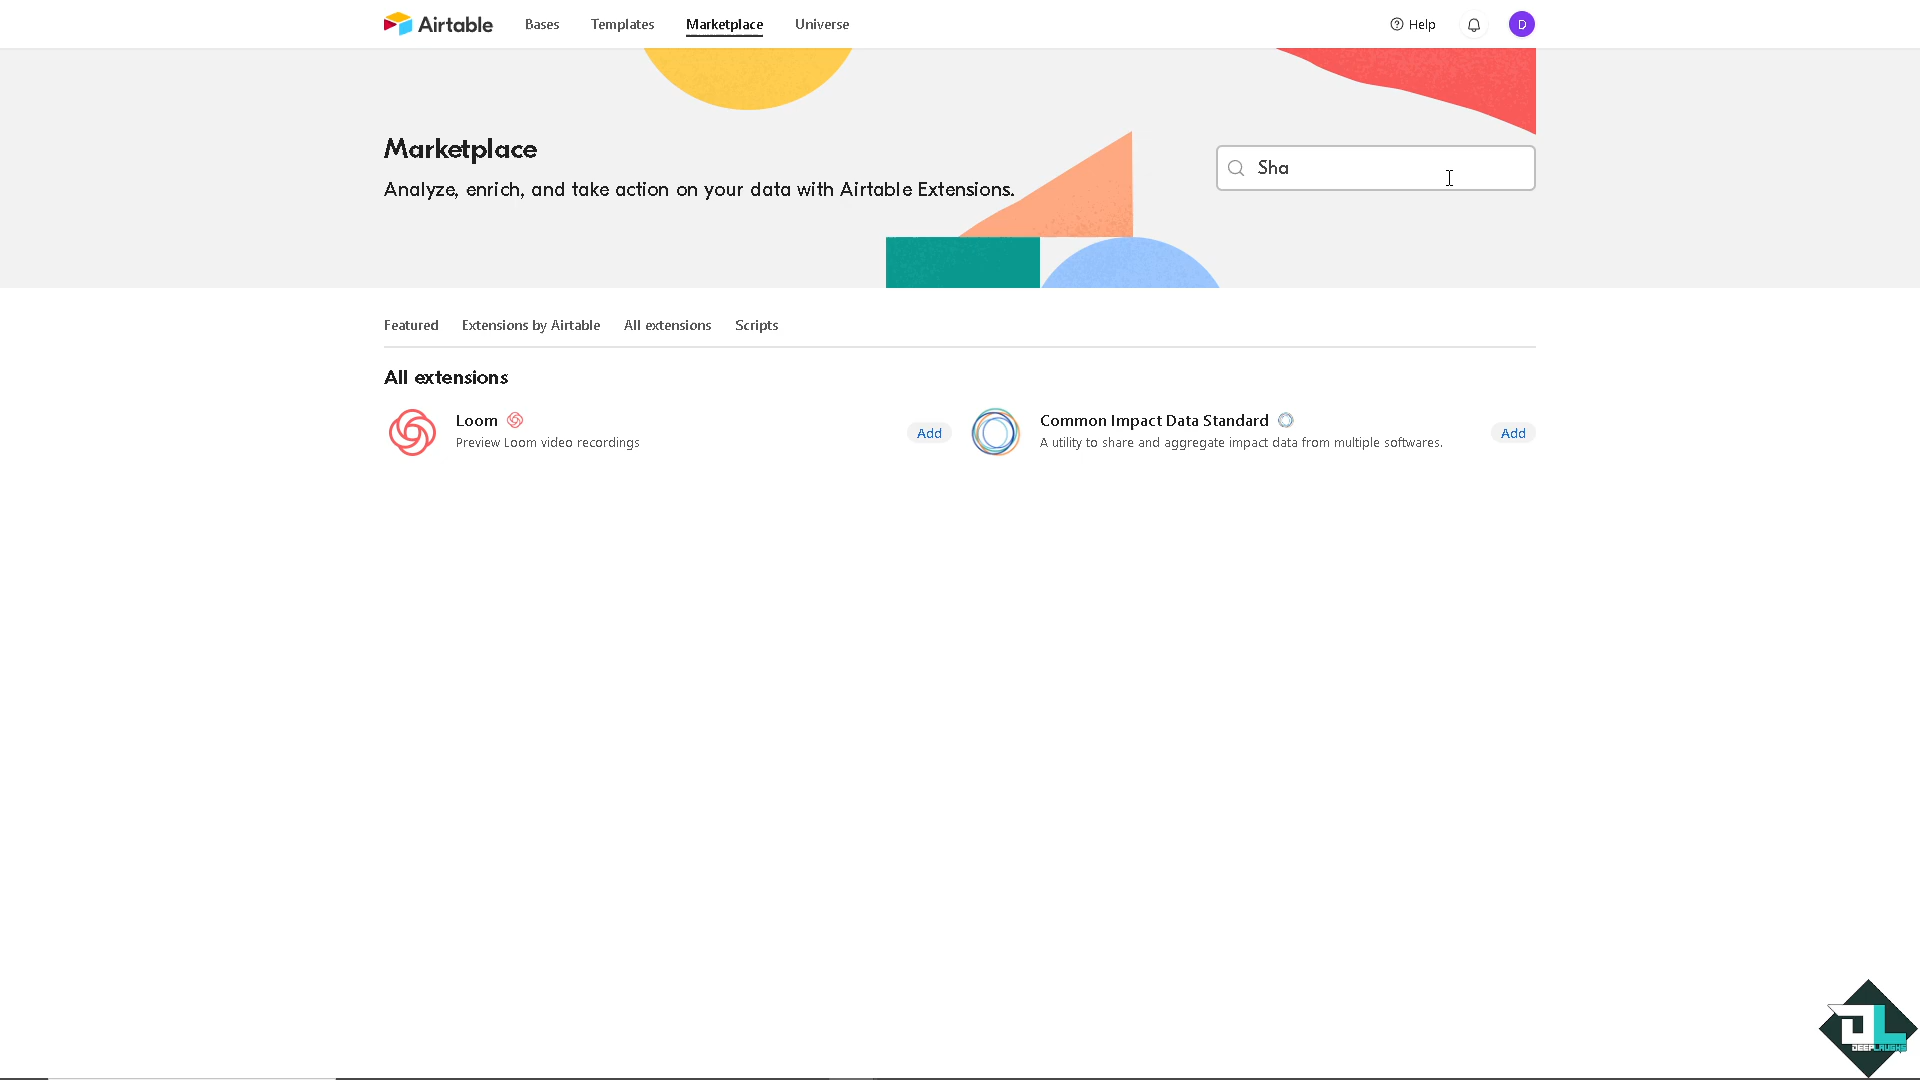 Airtable
Bases
Templates
Marketplace
Universe
Help
D
Marketplace
Analyze, enrich, and take action on your data with Airtable Extensions.
Sha
Featured
Extensions by Airtable
All extensions
Scripts
All extensions
Loom
Preview Loom video recordings
Add
Common Impact Data Standard
A utility to share and aggregate impact data from multiple softwares.
Add
DL
DEEPLAUGHS